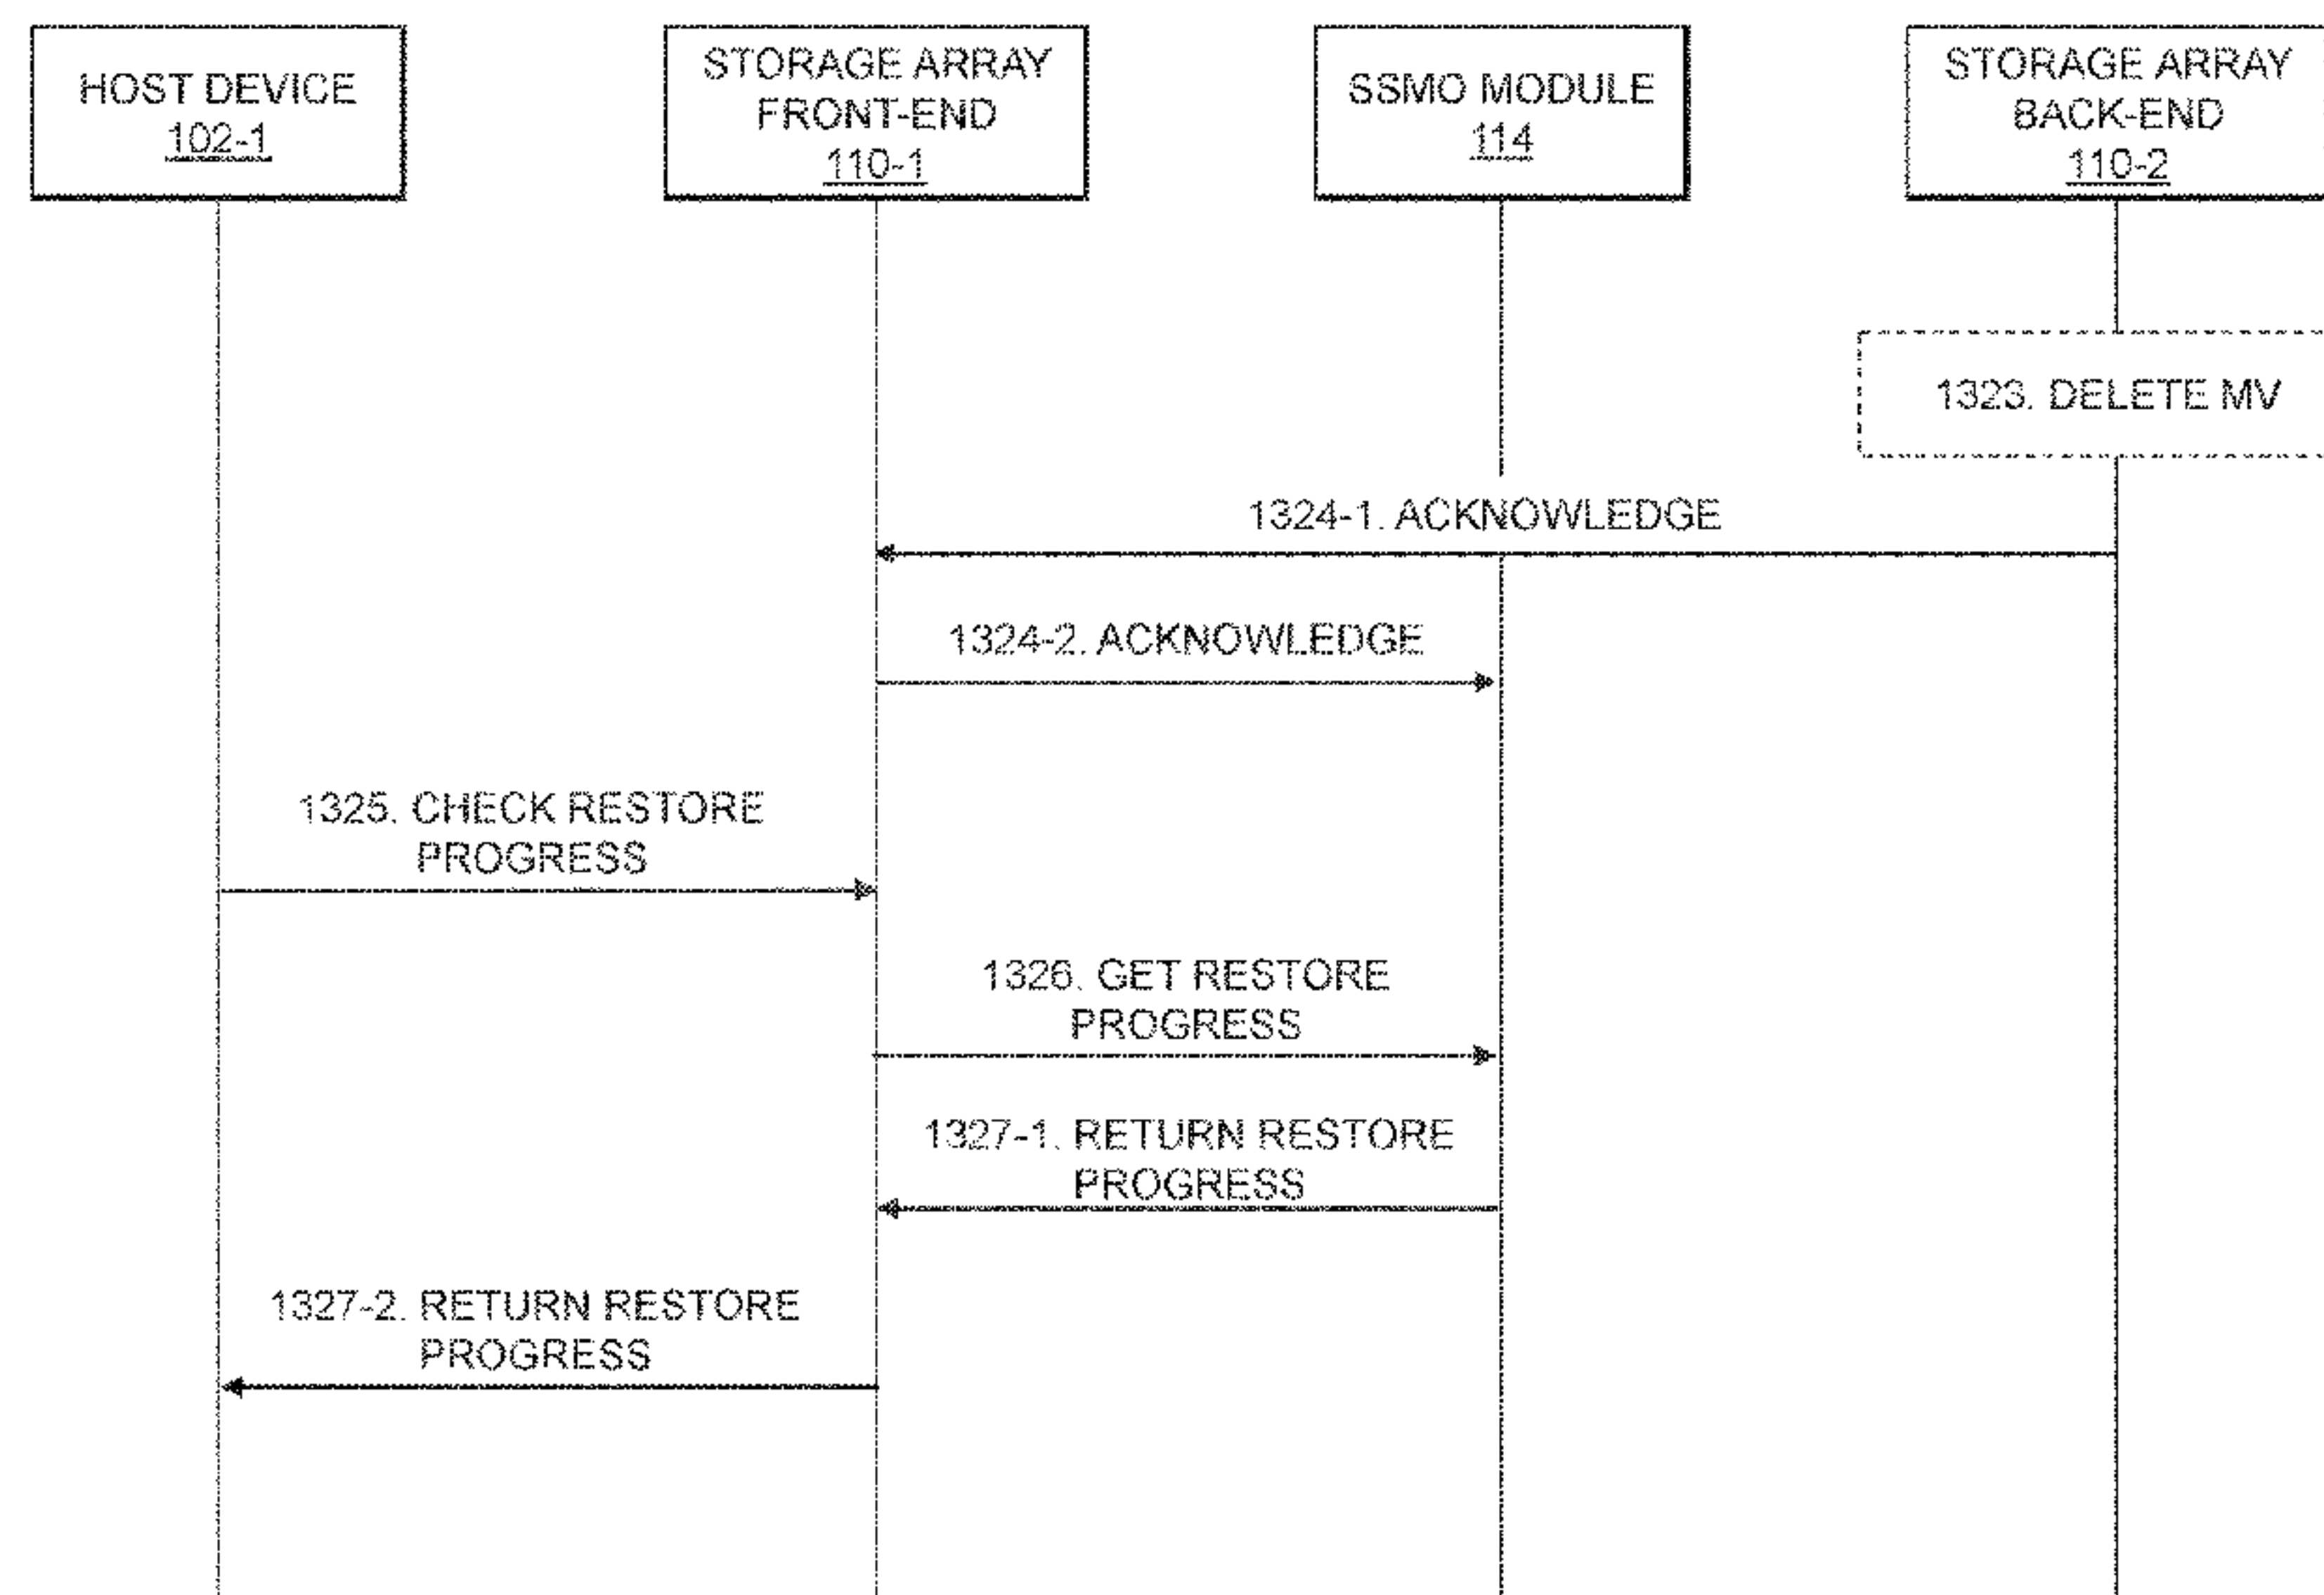 HOST DEVICE
102-1
STORAGE ARRAY
FRONT-END
110-1
SSMO MODULE
114
STORAGE ARRAY
BACK-END
110-2
1323. DELETE MV
1324-1. ACKNOWLEDGE
1324-2. ACKNOWLEDGE
1325. CHECK RESTORE
PROGRESS
1326. GET RESTORE
PROGRESS
1327-1. RETURN RESTORE
PROGRESS
1327-2. RETURN RESTORE
PROGRESS